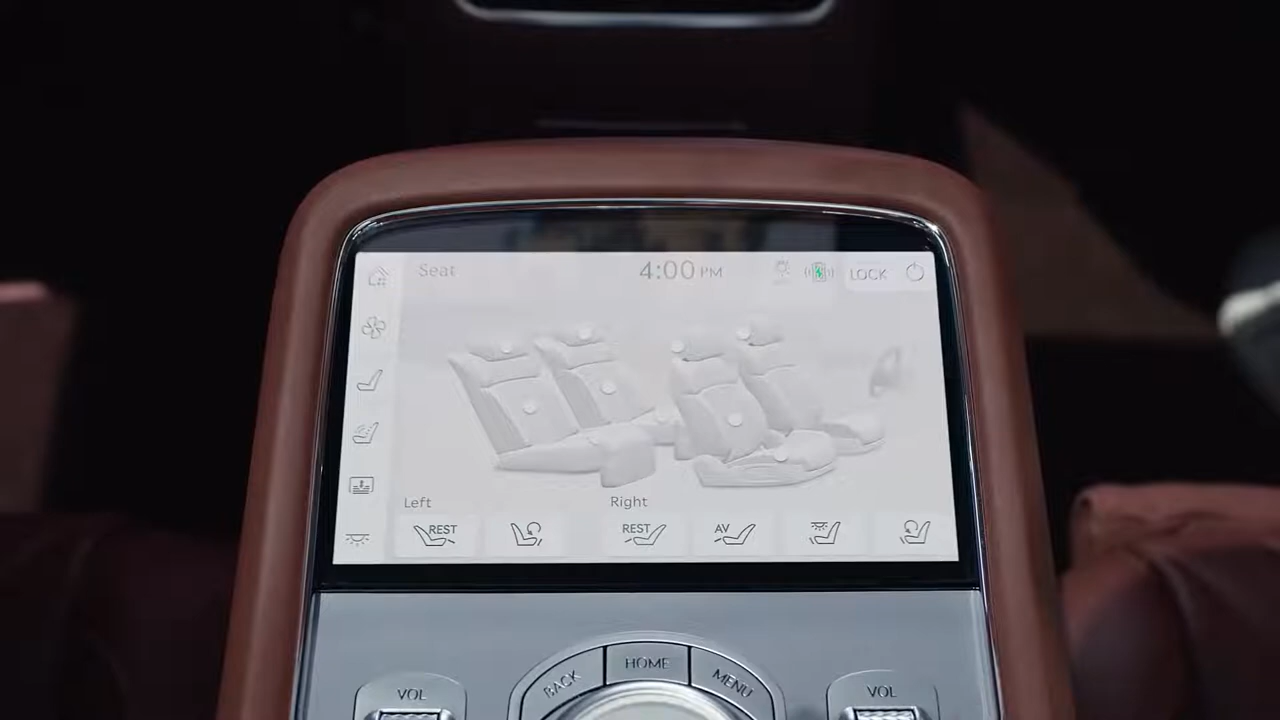 Seat 4:00 PM LOCK
Left Right
REST REST AV
HOME
BACK MENU
VOL VOL